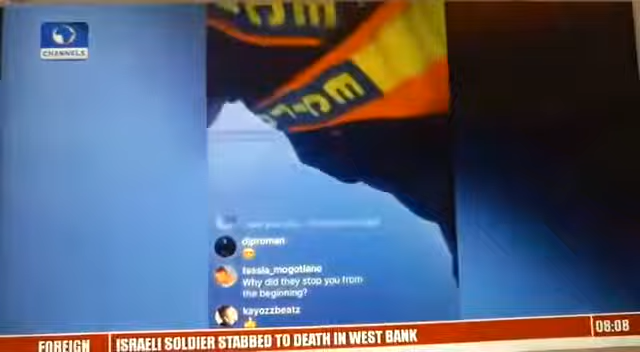 CHANNELS
djproman
tessla_mogotlane
Why did they stop you from
the beginning?
kayozzbeatz
FOREIGN
ISRAELI SOLDIER STABBED TO DEATH IN WEST BANK
08:08